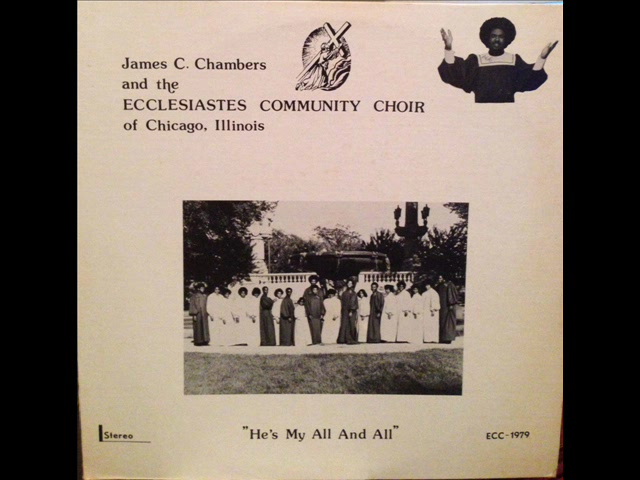 James C. Chambers
and the
ECCLESIASTES COMMUNITY CHOIR
of Chicago, Illinois
"He's My All And All"
Stereo
ECC-1979